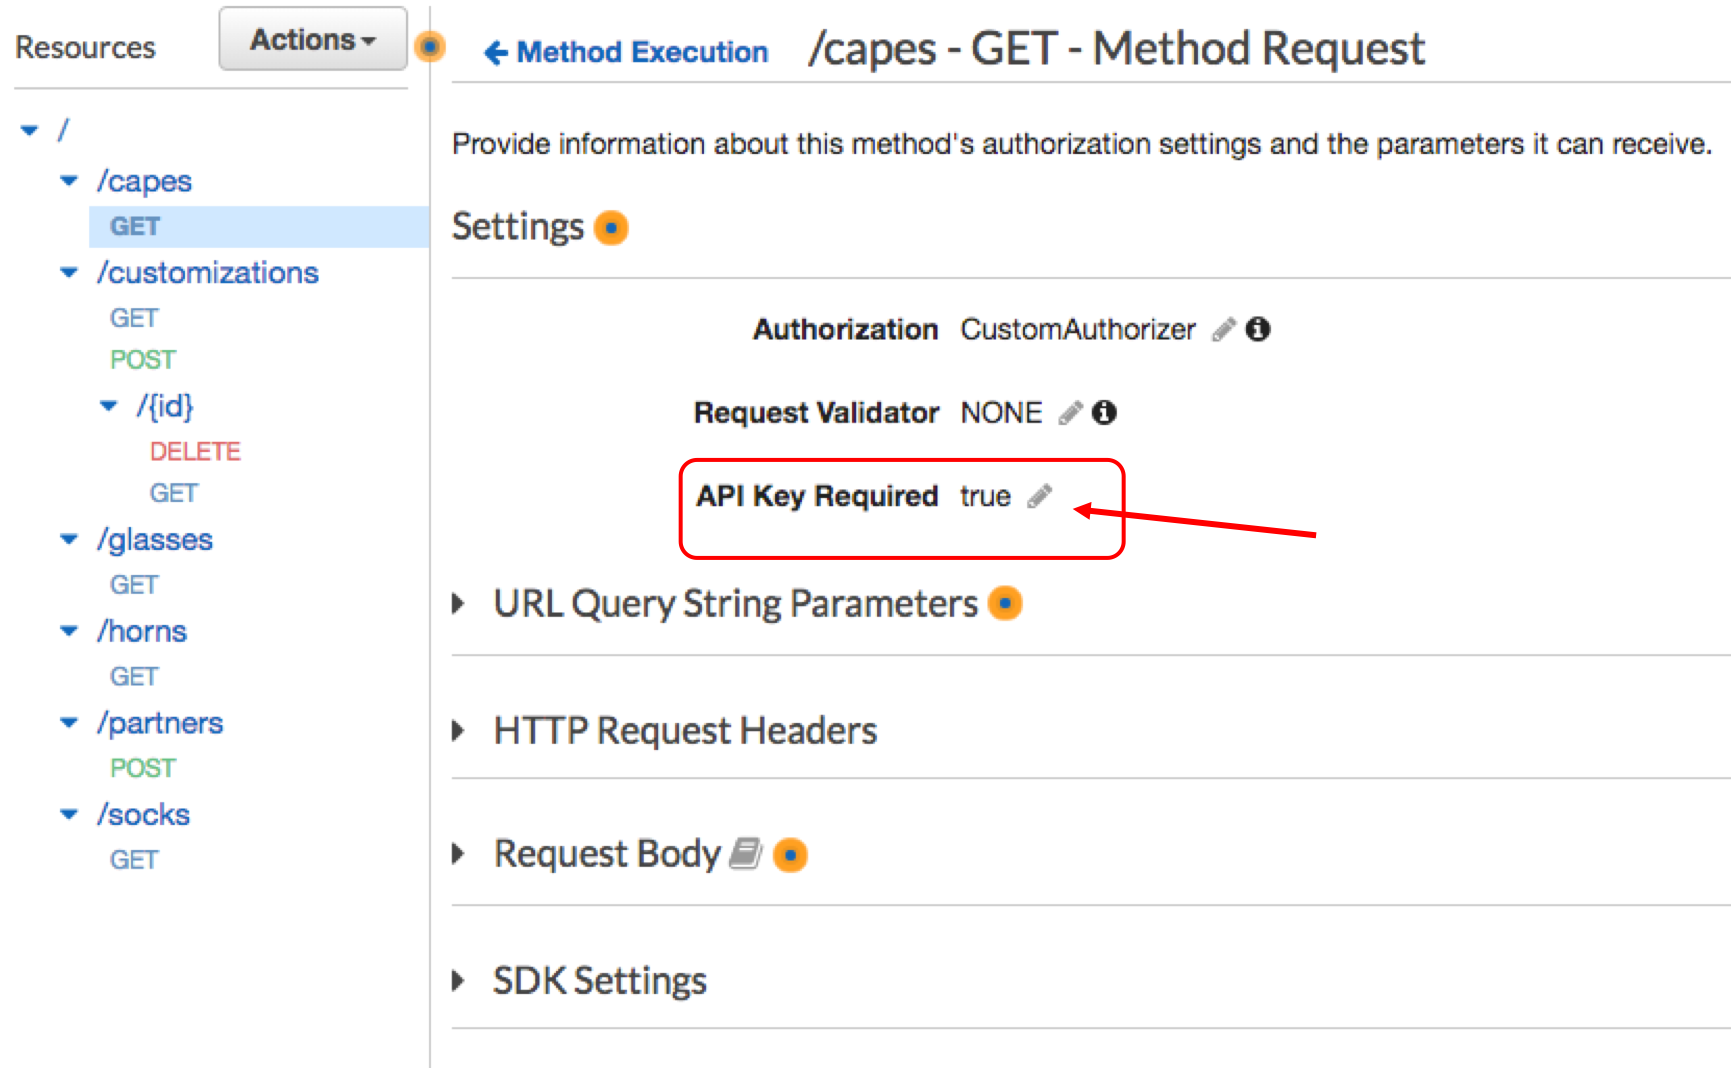 Resources
Actions
/
/capes
GET
/customizations
GET
POST
/{id}
DELETE
GET
/glasses
GET
/horns
GET
/partners
POST
/socks
GET
Method Execution
/capes - GET - Method Request
Provide information about this method's authorization settings and the parameters it can receive.
Settings
Authorization CustomAuthorizer
Request Validator NONE
API Key Required true
URL Query String Parameters
HTTP Request Headers
Request Body
SDK Settings